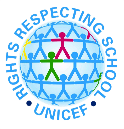 RIGHTS RESPECTING SCHOOL
• UNICEF •